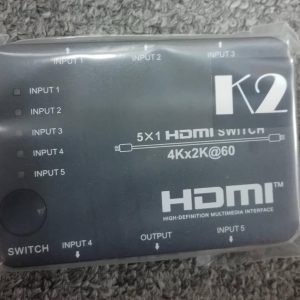 INPUT 1 INPUT 2 INPUT 3
K2
INPUT 1
INPUT 2
INPUT 3
INPUT 4
INPUT 5
5×1 HDMI SWITCH
4Kx2K@60
HDMI™
HIGH-DEFINITION MULTIMEDIA INTERFACE
SWITCH
INPUT 4 OUTPUT INPUT 5